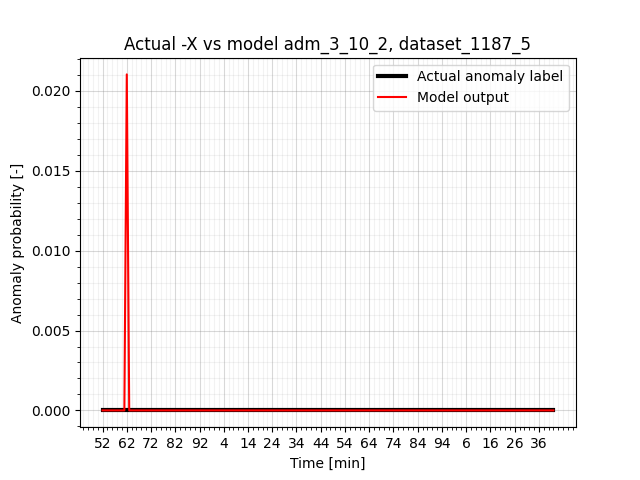 Actual -X vs model adm_3_10_2, dataset_1187_5
Actual anomaly label
Model output
0.020
0.015
0.010
0.005
0.000
Anomaly probability [-]
52 62 72 82 92 4 14 24 34 44 54 64 74 84 94 6 16 26 36
Time [min]